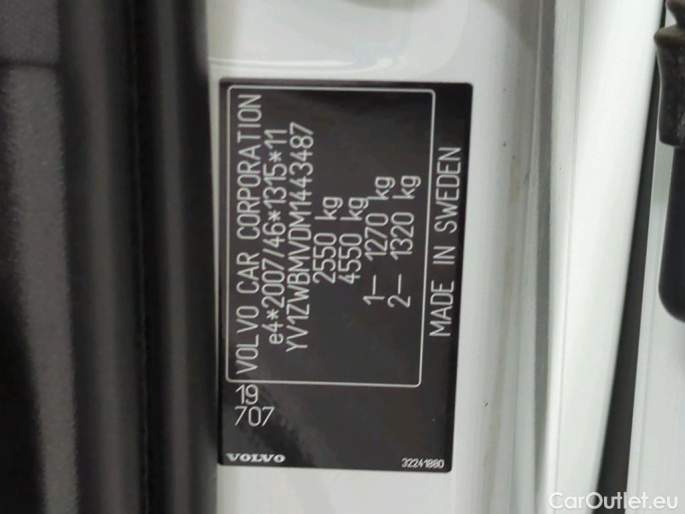 VOLVO CAR CORPORATION
e4*2007/46*1315*11
YV1ZWBMVDM1443487
2550 kg
4550 kg
1— 1270 kg
2— 1320 kg
MADE IN SWEDEN
19
707
VOLVO
32241880
CarOutlet.eu